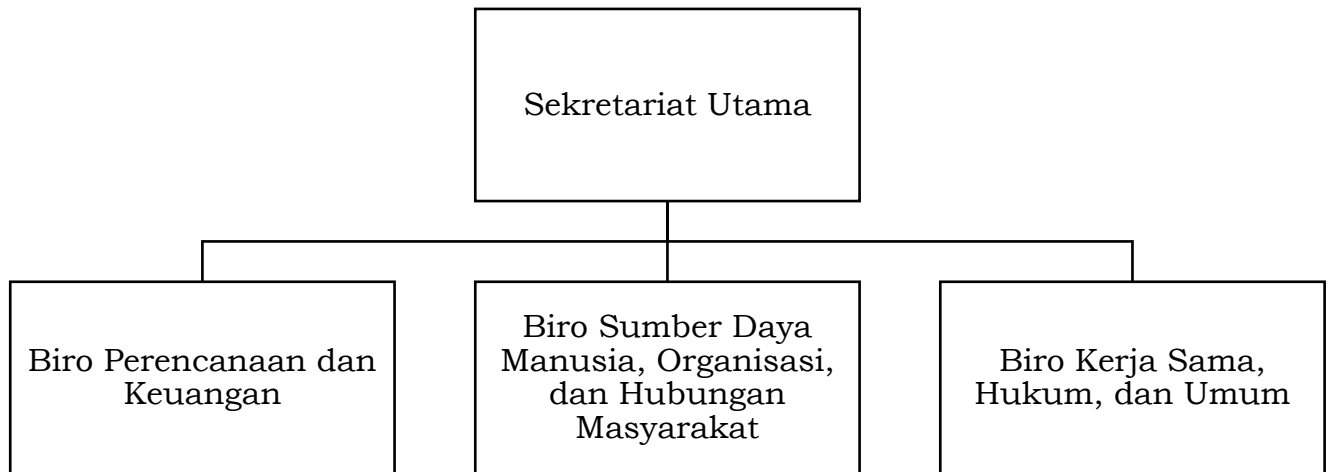 Sekretariat Utama
Biro Perencanaan dan
Keuangan
Biro Sumber Daya
Manusia, Organisasi,
dan Hubungan
Masyarakat
Biro Kerja Sama,
Hukum, dan Umum